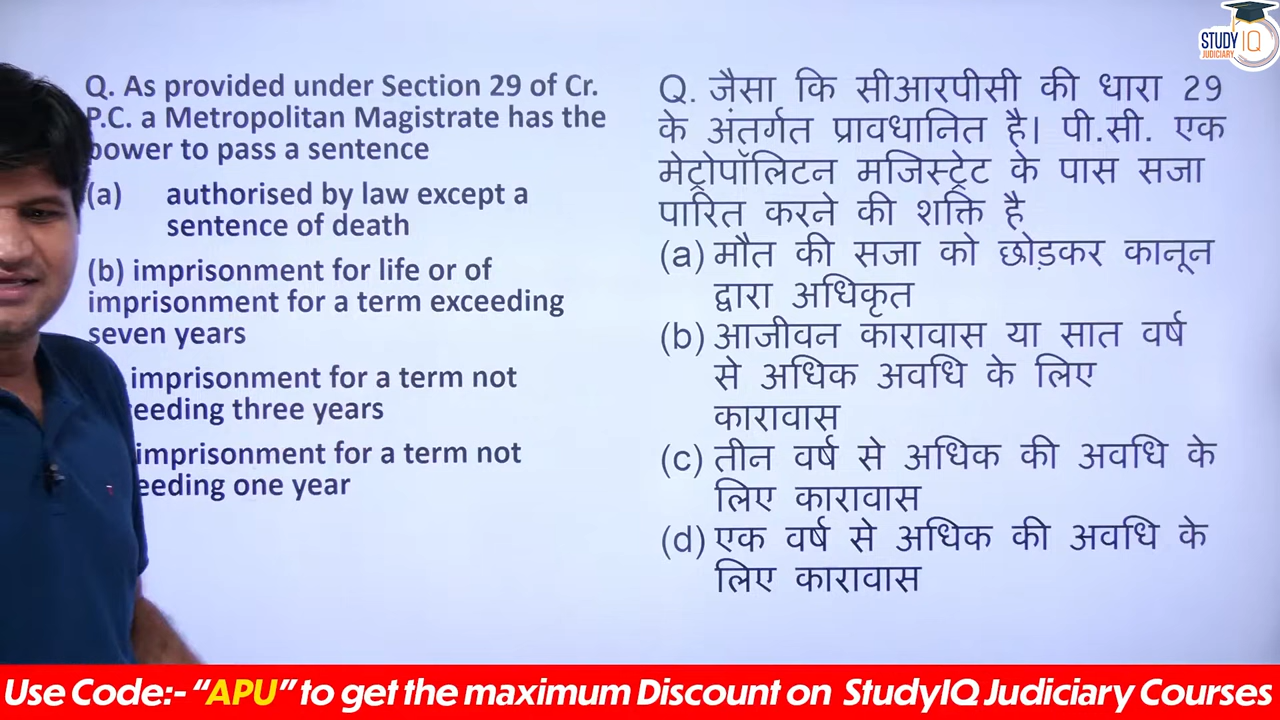 STUDY IQ
JUDICIARY
Q. As provided under Section 29 of Cr.
P.C. a Metropolitan Magistrate has the
power to pass a sentence
(a) authorised by law except a
sentence of death
(b) imprisonment for life or of
imprisonment for a term exceeding
seven years
imprisonment for a term not
eeding three years
imprisonment for a term not
eeding one year
Q. जैसा कि सीआरपीसी की धारा 29
के अंतर्गत प्रावधानित है। पी.सी. एक
मेट्रोपॉलिटन मजिस्ट्रेट के पास सजा
पारित करने की शक्ति है
(a) मौत की सजा को छोड़कर कानून
द्वारा अधिकृत
(b) आजीवन कारावास या सात वर्ष
से अधिक अवधि के लिए
कारावास
(c) तीन वर्ष से अधिक की अवधि के
लिए कारावास
(d) एक वर्ष से अधिक की अवधि के
लिए कारावास
Use Code:- “APU” to get the maximum Discount on StudyIQ Judiciary Courses